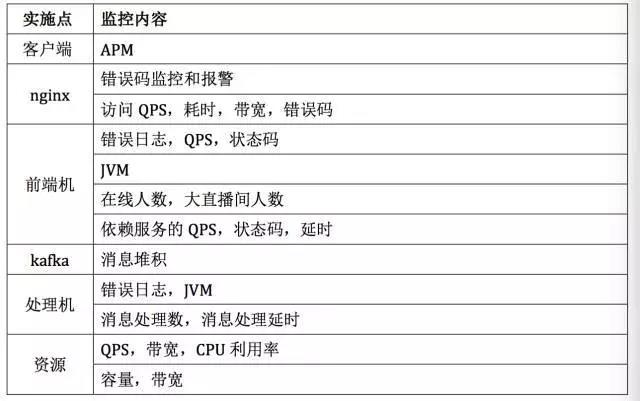 实施点 监控内容
客户端 APM
nginx
错误码监控和报警
访问 QPS，耗时，带宽，错误码
前端机
错误日志，QPS，状态码
JVM
在线人数，大直播间人数
依赖服务的 QPS，状态码，延时
kafka 消息堆积
处理机
错误日志，JVM
消息处理数，消息处理延时
资源
QPS，带宽，CPU 利用率
容量，带宽